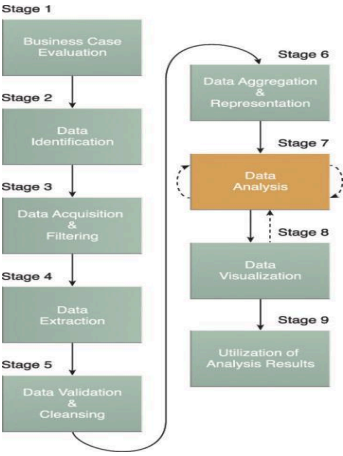 Stage 1
Business Case
Evaluation
Stage 2
Data
Identification
Stage 3
Data Acquisition
&
Filtering
Stage 4
Data
Extraction
Stage 5
Data Validation
&
Cleansing
Stage 6
Data Aggregation
&
Representation
Stage 7
Data
Analysis
Stage 8
Data
Visualization
Stage 9
Utilization of
Analysis Results